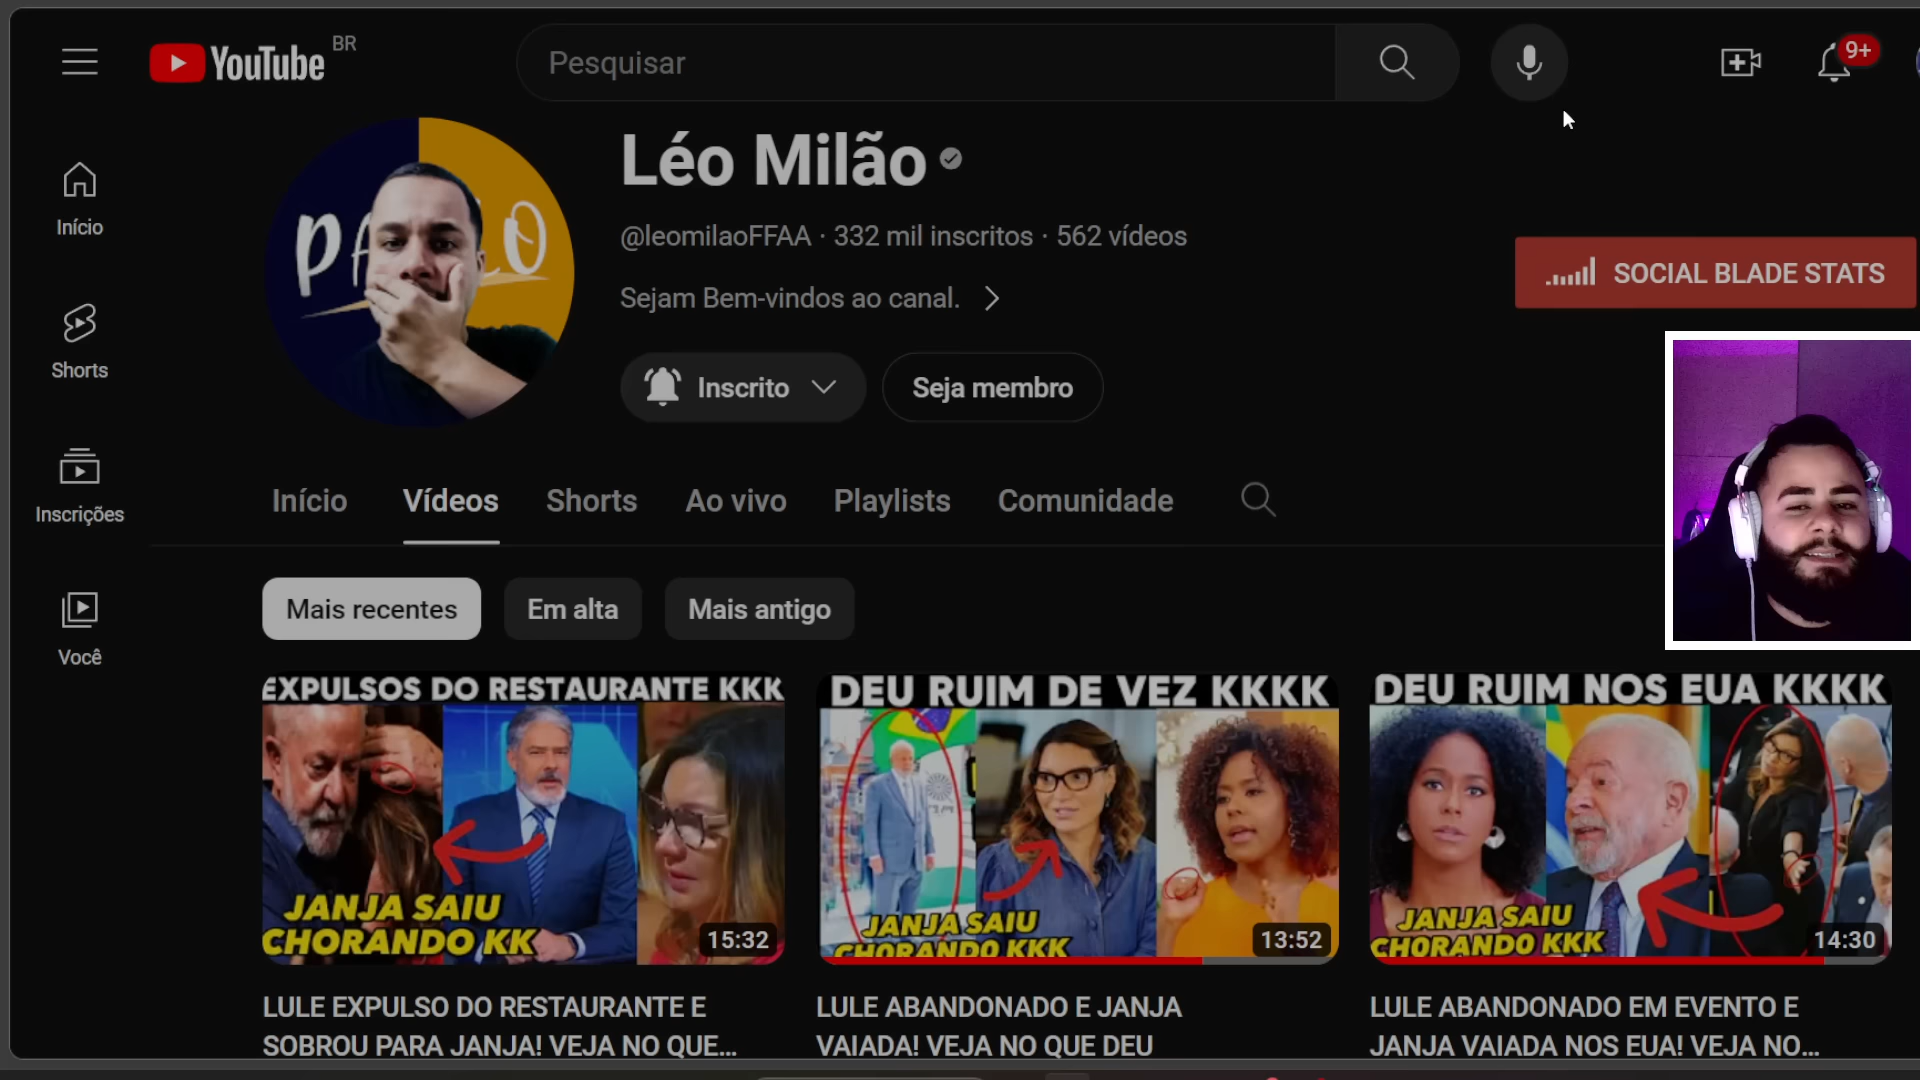 YouTube BR
Pesquisar
9+
Início
Shorts
Inscrições
Você
Léo Milão
@leomilaoFFAA · 332 mil inscritos · 562 vídeos
Sejam Bem-vindos ao canal.
Inscrito
Seja membro
SOCIAL BLADE STATS
Início Vídeos Shorts Ao vivo Playlists Comunidade
Mais recentes Em alta Mais antigo
EXPULSOS DO RESTAURANTE KKK
JANJA SAIU
CHORANDO KK
15:32
LULE EXPULSO DO RESTAURANTE E
SOBROU PARA JANJA! VEJA NO QUE...
DEU RUIM DE VEZ KKKK
JANJA SAIU
CHORANDO KKK
13:52
LULE ABANDONADO E JANJA
VAIADA! VEJA NO QUE DEU
DEU RUIM NOS EUA KKKK
JANJA SAIU
CHORANDO KKK
14:30
LULE ABANDONADO EM EVENTO E
JANJA VAIADA NOS EUA! VEJA NO...